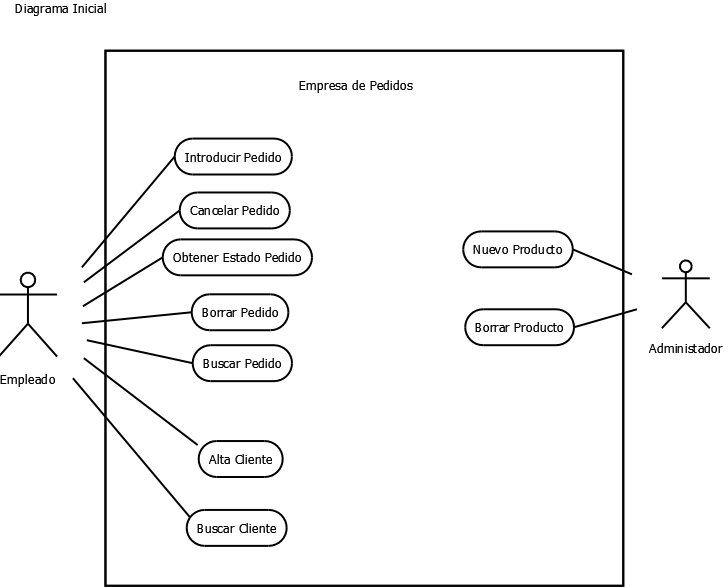 Diagrama Inicial
Empresa de Pedidos
Introducir Pedido
Cancelar Pedido
Obtener Estado Pedido
Borrar Pedido
Buscar Pedido
Alta Cliente
Buscar Cliente
Nuevo Producto
Borrar Producto
Empleado
Administador